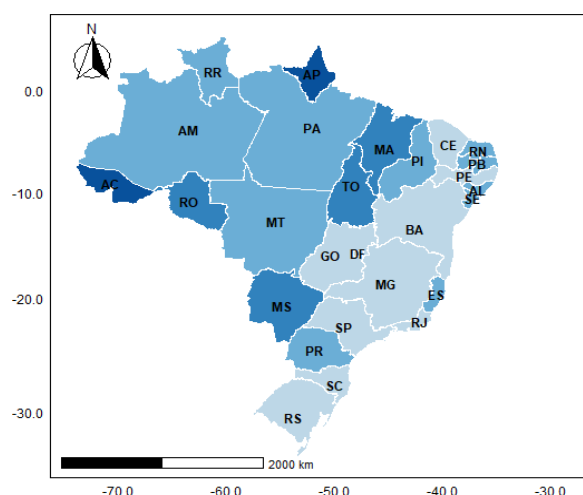 N
RR
AP
0.0
AM
PA
MA
CE
RN
PI
PB
PE
AC
TO
AL
-10.0
RO
SE
MT
BA
GO
DF
MG
ES
-20.0
MS
RJ
SP
PR
SC
-30.0
RS
2000 km
-70.0
-60.0
-50.0
-40.0
-30.0